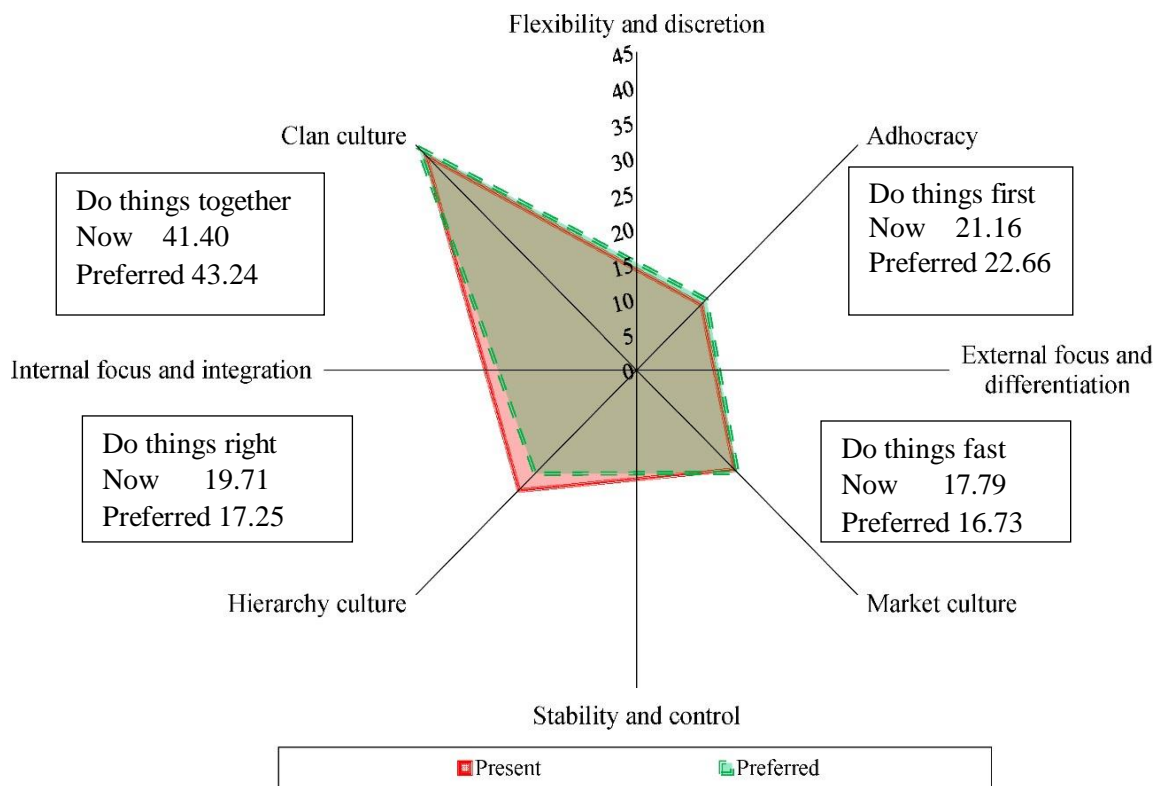 Flexibility and discretion
45
40
35
30
25
20
15
10
5
0
Clan culture
Adhocracy
Do things together
Now 41.40
Preferred 43.24
Do things first
Now 21.16
Preferred 22.66
Internal focus and integration
External focus and
differentiation
Do things right
Now 19.71
Preferred 17.25
Do things fast
Now 17.79
Preferred 16.73
Hierarchy culture
Market culture
Stability and control
Present
Preferred